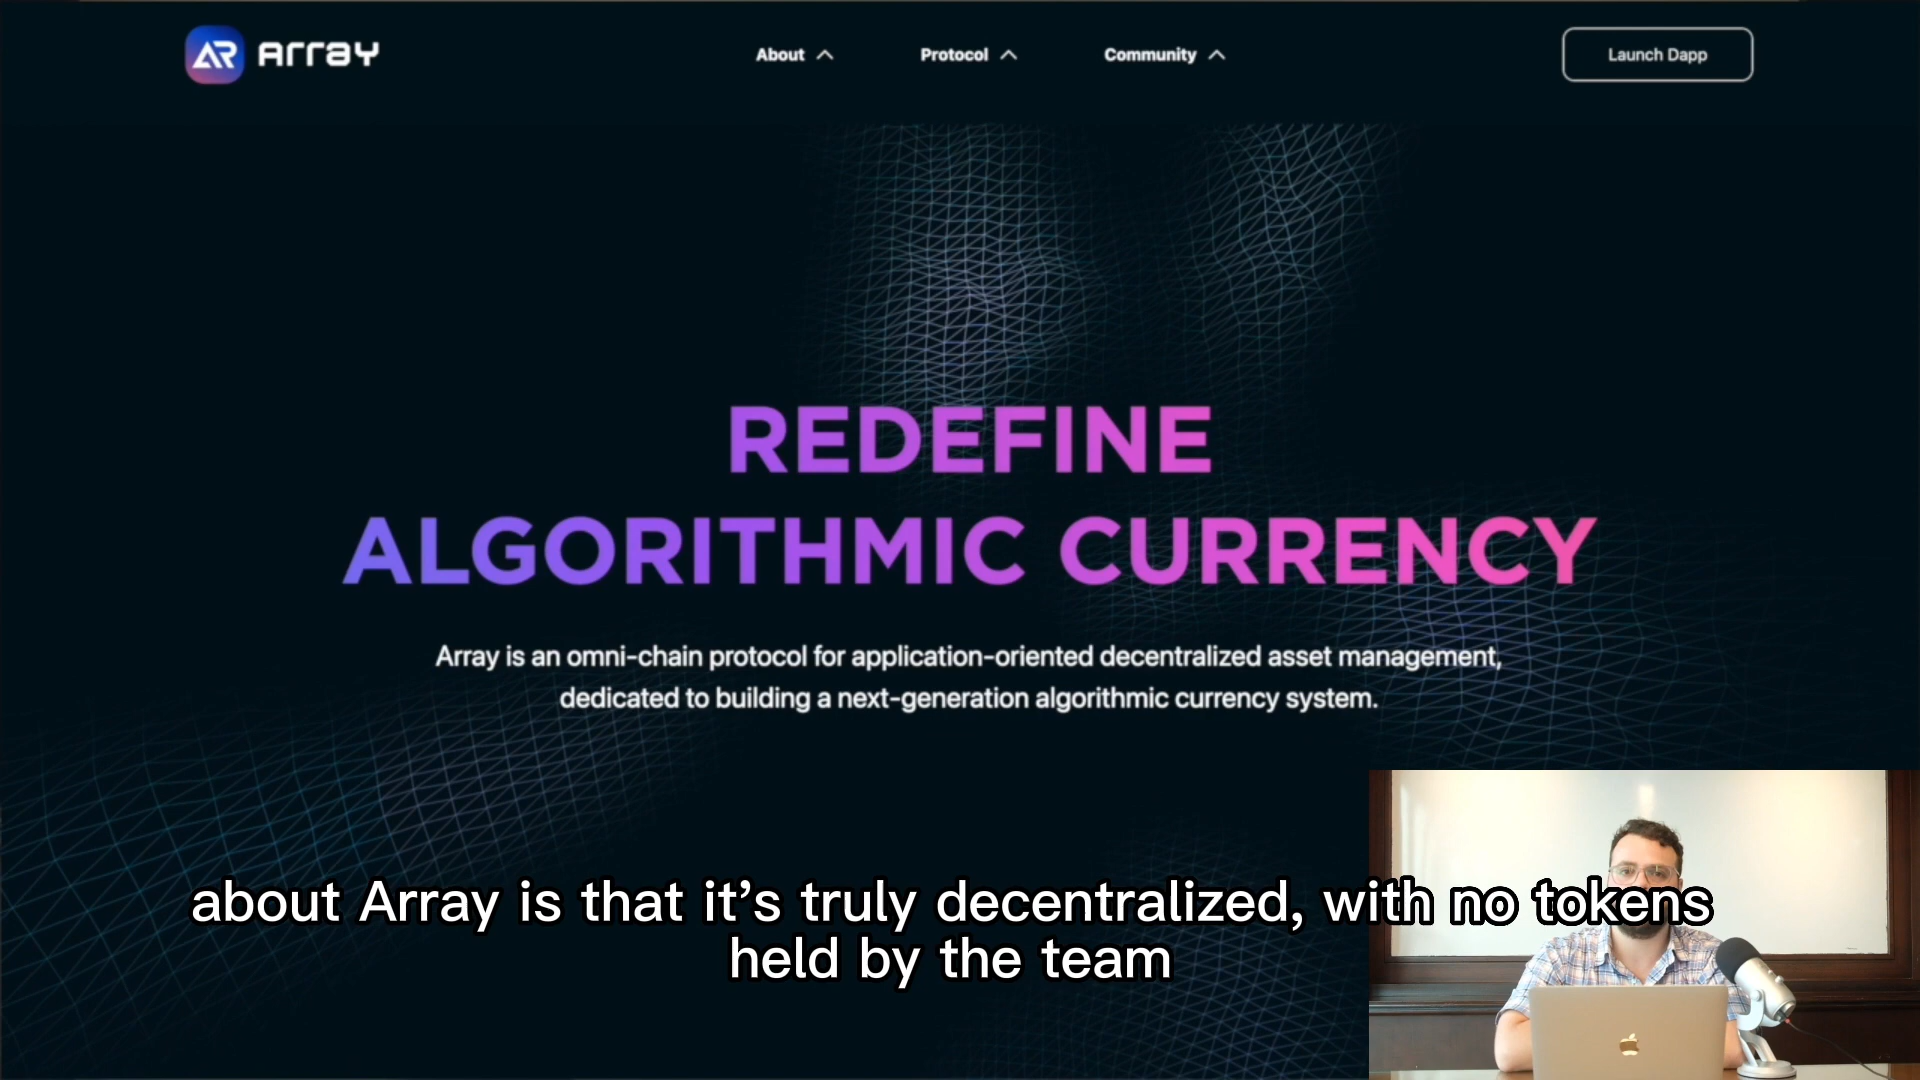 AR Array
About
Protocol
Community
Launch Dapp
REDEFINE
ALGORITHMIC CURRENCY
Array is an omni-chain protocol for application-oriented decentralized asset management,
dedicated to building a next-generation algorithmic currency system.
about Array is that it’s truly decentralized, with no tokens
held by the team